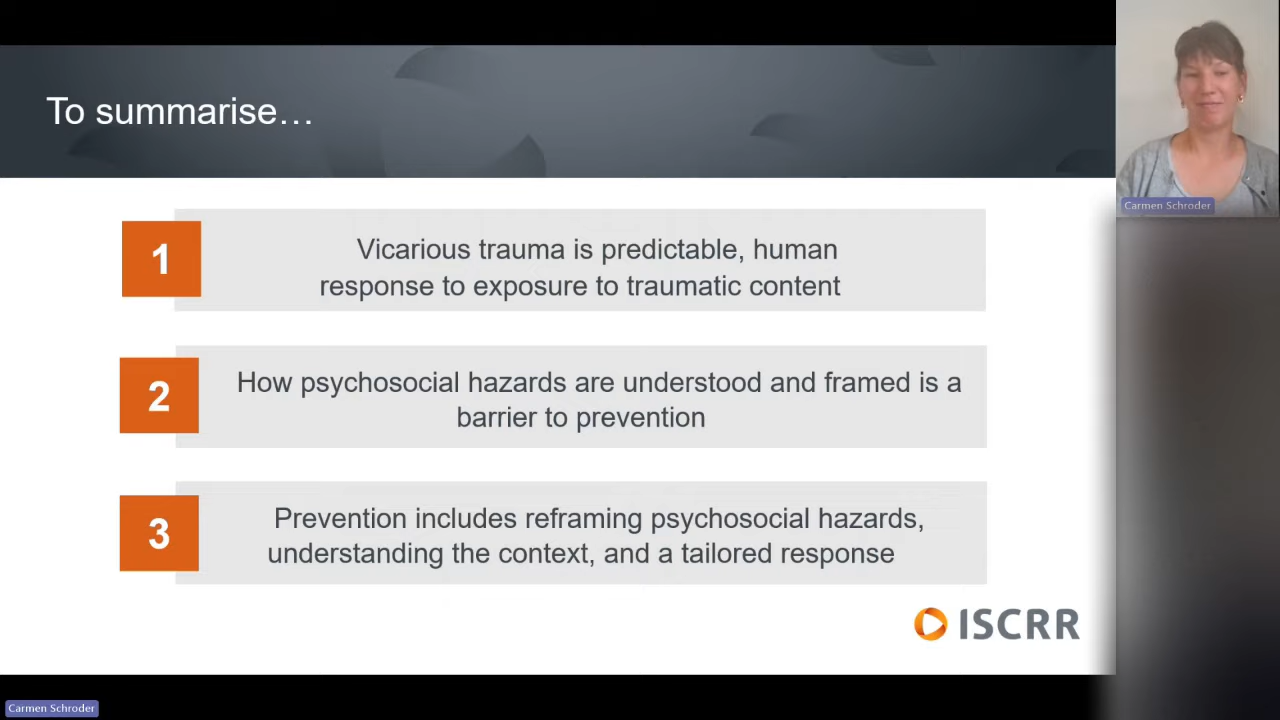 To summarise…
Carmen Schroder
1
Vicarious trauma is predictable, human
response to exposure to traumatic content
2
How psychosocial hazards are understood and framed is a
barrier to prevention
3
Prevention includes reframing psychosocial hazards,
understanding the context, and a tailored response
ISCRR
Carmen Schroder